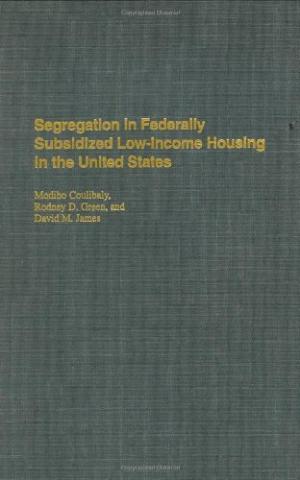 Segregation in Federally
Subsidized Low-Income Housing
in the United States
Modibo Coulibaly,
Rodney D. Green, and
David M. James